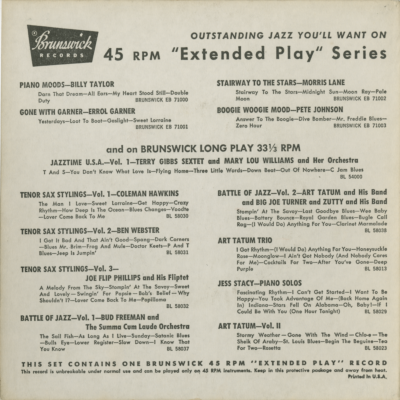 Brunswick
RECORDS
OUTSTANDING JAZZ YOU'LL WANT ON
45 RPM "Extended Play" Series
PIANO MOODS—BILLY TAYLOR
Darn That Dream—All Ears—My Heart Stood Still—Double
Duty BRUNSWICK EB 71000
GONE WITH GARNER—ERROL GARNER
Yesterdays—Lost To Boot—Gaslight—Sweet Lorraine
BRUNSWICK EB 71001
STAIRWAY TO THE STARS—MORRIS LANE
Stairway To The Stars—Midnight Sun—Moon Ray—Polo
Moon BRUNSWICK EB 71002
BOOGIE WOOGIE MOOD—PETE JOHNSON
Answer To The Boogie—Dive Bomber—Mr. Freddie Blues—
Zero Hour BRUNSWICK EB 71003
and on BRUNSWICK LONG PLAY 33⅓ RPM
JAZZTIME U.S.A.—Vol. 1—TERRY GIBBS SEXTET and MARY LOU WILLIAMS and Her Orchestra
T and S—You Don't Know What Love Is—Flying Home—Three Little Words—Down Beat—Out Of Nowhere—C Jam Blues
BL 54000
TENOR SAX STYLINGS—Vol. 1—COLEMAN HAWKINS
The Man I Love—Sweet Lorraine—Get Happy—Crazy
Rhythm—How Deep Is The Ocean—Blues Changes—Voodte
—Lover Come Back To Me BL 58030
TENOR SAX STYLINGS—Vol. 2—BEN WEBSTER
I Got It Bad And That Ain't Good—Spang—Dark Corners
—Blues Mr. Brim—Frog And Mule—Doctor Keets—P And T
Blues—Jeep Is Jumpin' BL 58031
TENOR SAX STYLINGS—Vol. 3—
JOE FLIP PHILLIPS and His Fliptet
A Melody From The Sky—Stompin' At The Savoy—Sweet
And Lovely—Swingin' For Popsie—Bob's Belief—Why
Shouldn't I?—Lover Come Back To Me—Papilloma
BL 58032
BATTLE OF JAZZ—Vol. 1—BUD FREEMAN and
The Summa Cum Laude Orchestra
The Sail Fish—As Long As I Live—Sunday—Satanic Blues
—Bolls Eye—Lover Register—Slow Down—I Know That
You Know BL 58037
BATTLE OF JAZZ—Vol. 2—ART TATUM and His Band
and BIG JOE TURNER and ZUTTY and His Band
Stompin' At The Savoy—Last Goodbye Blues—Wee Baby
Blues—Battery Bounce—Royal Garden Blues—Bugle Call
Rag—(I Would Do) Anything For You—Clarinet Marmalade
BL 58038
ART TATUM TRIO
I Got Rhythm—(I Would Do) Anything For You—Honeysuckle
Rose—Moonglow—I Ain't Got Nobody (And Nobody Cares
For Me)—Cocktails For Two—After You've Gone—Deep
Purple BL 58013
JESS STACY—PIANO SOLOS
Fascinating Rhythm—I Can't Get Started—I Want To Be
Happy—You Took Advantage Of Me—(Back Home Again
In) Indiana—Stars Fell On Alabama—Oh, Baby!—If I
Could Be With You (One Hour Tonight) BL 58029
ART TATUM—Vol. II
Stormy Weather—Gone With The Wind—Chlo-e—The
Sheik Of Araby—St. Louis Blues—Begin The Beguine—Tea
For Two—Rosetta BL 58023
THIS SET CONTAINS ONE BRUNSWICK 45 RPM "EXTENDED PLAY" RECORD
This record is unbreakable under normal use and can be played only on 45 RPM instruments. Keep in this protective package and away from heat.
Printed in U.S.A.